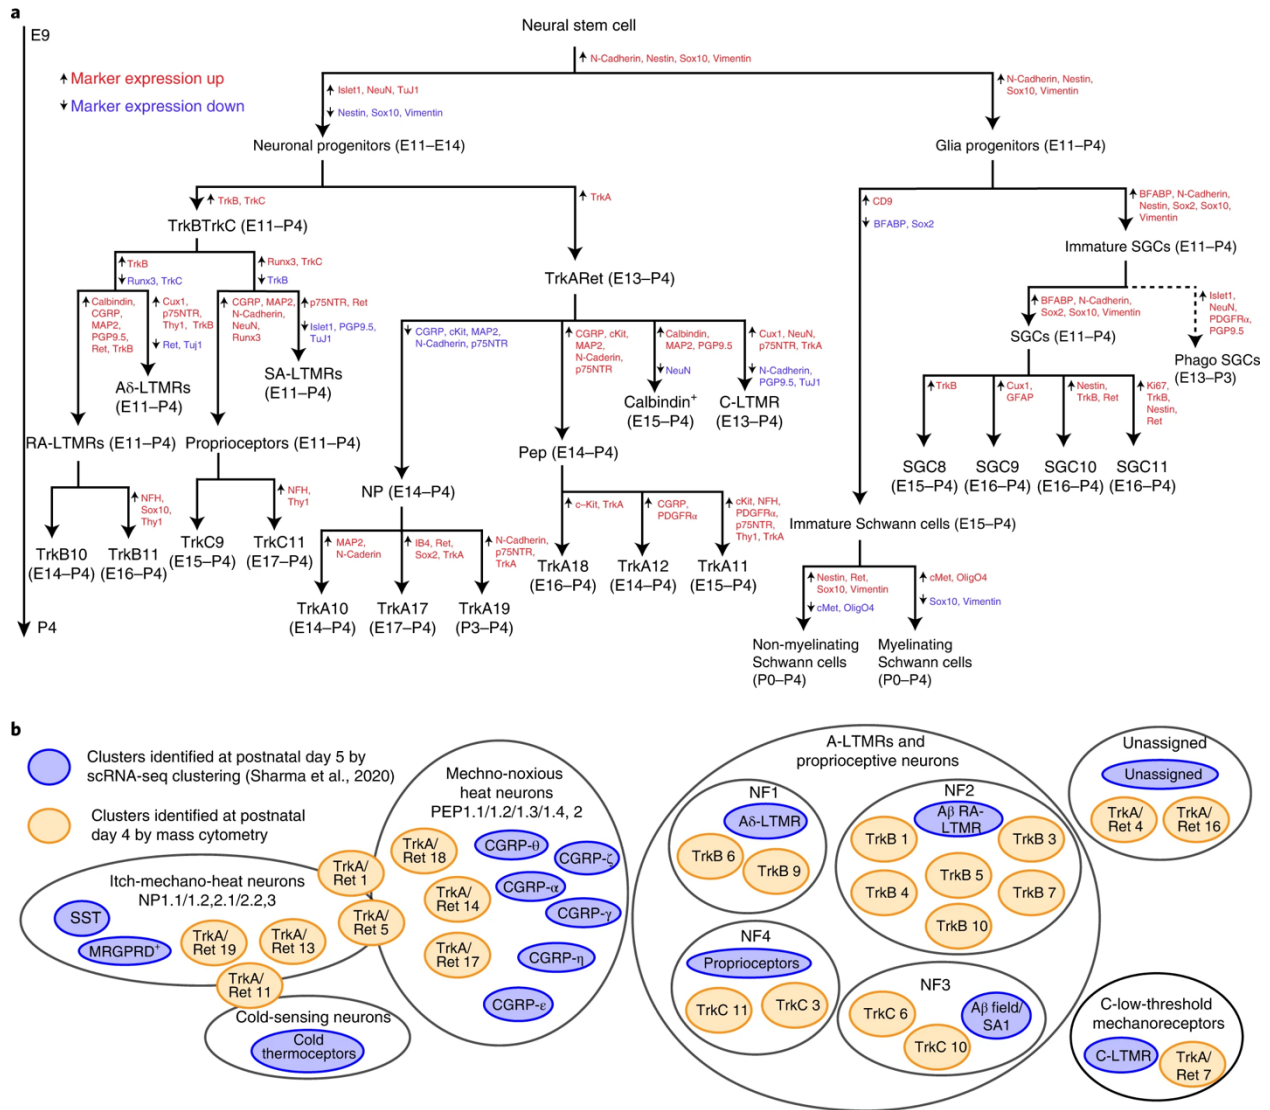 a
E9
Neural stem cell
N-Cadherin, Nestin, Sox10, Vimentin
Marker expression up
Marker expression down
Islet1, NeuN, TuJ1
Nestin, Sox10, Vimentin
N-Cadherin, Nestin,
Sox10, Vimentin
Neuronal progenitors (E11–E14)
Glia progenitors (E11–P4)
TrkB, TrkC
TrkA
CD9
BFABP, Sox2
BFABP, N-Cadherin,
Nestin, Sox2, Sox10,
Vimentin
TrkBTrkC (E11–P4)
Immature SGCs (E11–P4)
TrkB
Runx3, TrkC
Runx3, TrkC
TrkB
TrkARet (E13–P4)
Calbindin,
CGRP,
MAP2,
PGP9.5,
Ret, TrkB
Cux1,
p75NTR,
Thy1, TrkB
Ret, Tuj1
CGRP, MAP2,
N-Cadherin,
NeuN,
Runx3
p75NTR, Ret
Islet1, PGP9.5,
TuJ1
CGRP, cKit, MAP2,
N-Cadherin, p75NTR
CGRP, cKit,
MAP2,
N-Caderin,
p75NTR
Calbindin,
MAP2, PGP9.5
NeuN
Cux1, NeuN,
p75NTR, TrkA
N-Cadherin,
PGP9.5, TuJ1
BFABP, N-Cadherin,
Sox2, Sox10, Vimentin
Islet1,
NeuN,
PDGFRα,
PGP9.5
SGCs (E11–P4)
Phago SGCs
(E13–P3)
Aδ-LTMRs
(E11–P4)
SA-LTMRs
(E11–P4)
Calbindin+
(E15–P4)
C-LTMR
(E13–P4)
TrkB
Cux1,
GFAP
Nestin,
TrkB, Ret
Ki67,
TrkB,
Nestin,
Ret
RA-LTMRs (E11–P4)
Proprioceptors (E11–P4)
Pep (E14–P4)
SGC8
(E15–P4)
SGC9
(E16–P4)
SGC10
(E16–P4)
SGC11
(E16–P4)
NFH,
Sox10,
Thy1
NFH,
Thy1
NP (E14–P4)
c–Kit, TrkA
CGRP,
PDGFRα
cKit, NFH,
PDGFRα,
p75NTR,
Thy1, TrkA
Immature Schwann cells (E15–P4)
TrkB10
(E14–P4)
TrkB11
(E16–P4)
TrkC9
(E15–P4)
TrkC11
(E17–P4)
MAP2,
N-Caderin
IB4, Ret,
Sox2, TrkA
N-Cadherin,
p75NTR,
TrkA
TrkA18
(E16–P4)
TrkA12
(E14–P4)
TrkA11
(E15–P4)
Nestin, Ret,
Sox10, Vimentin
cMet, OligO4
cMet, OligO4
Sox10, Vimentin
TrkA10
(E14–P4)
TrkA17
(E17–P4)
TrkA19
(P3–P4)
P4
Non-myelinating
Schwann cells
(P0–P4)
Myelinating
Schwann cells
(P0–P4)
b
Clusters identified at postnatal day 5 by
scRNA-seq clustering (Sharma et al., 2020)
Clusters identified at postnatal
day 4 by mass cytometry
Itch-mechano-heat neurons
NP1.1/1.2,2.1/2.2,3
SST
MRGPRD+
TrkA/
Ret 19
TrkA/
Ret 13
TrkA/
Ret 11
TrkA/
Ret 1
TrkA/
Ret 5
Cold-sensing neurons
Cold
thermoceptors
Mechno-noxious
heat neurons
PEP1.1/1.2/1.3/1.4, 2
TrkA/
Ret 18
TrkA/
Ret 14
TrkA/
Ret 17
CGRP-θ
CGRP-ζ
CGRP-α
CGRP-γ
CGRP-η
CGRP-ε
A-LTMRs and
proprioceptive neurons
NF1
Aδ-LTMR
TrkB 6
TrkB 9
NF2
Aβ RA-
LTMR
TrkB 1
TrkB 3
TrkB 5
TrkB 4
TrkB 7
TrkB 10
NF4
Proprioceptors
TrkC 11
TrkC 3
NF3
TrkC 6
Aβ field/
SA1
TrkC 10
Unassigned
Unassigned
TrkA/
Ret 4
TrkA/
Ret 16
C-low-threshold
mechanoreceptors
C-LTMR
TrkA/
Ret 7